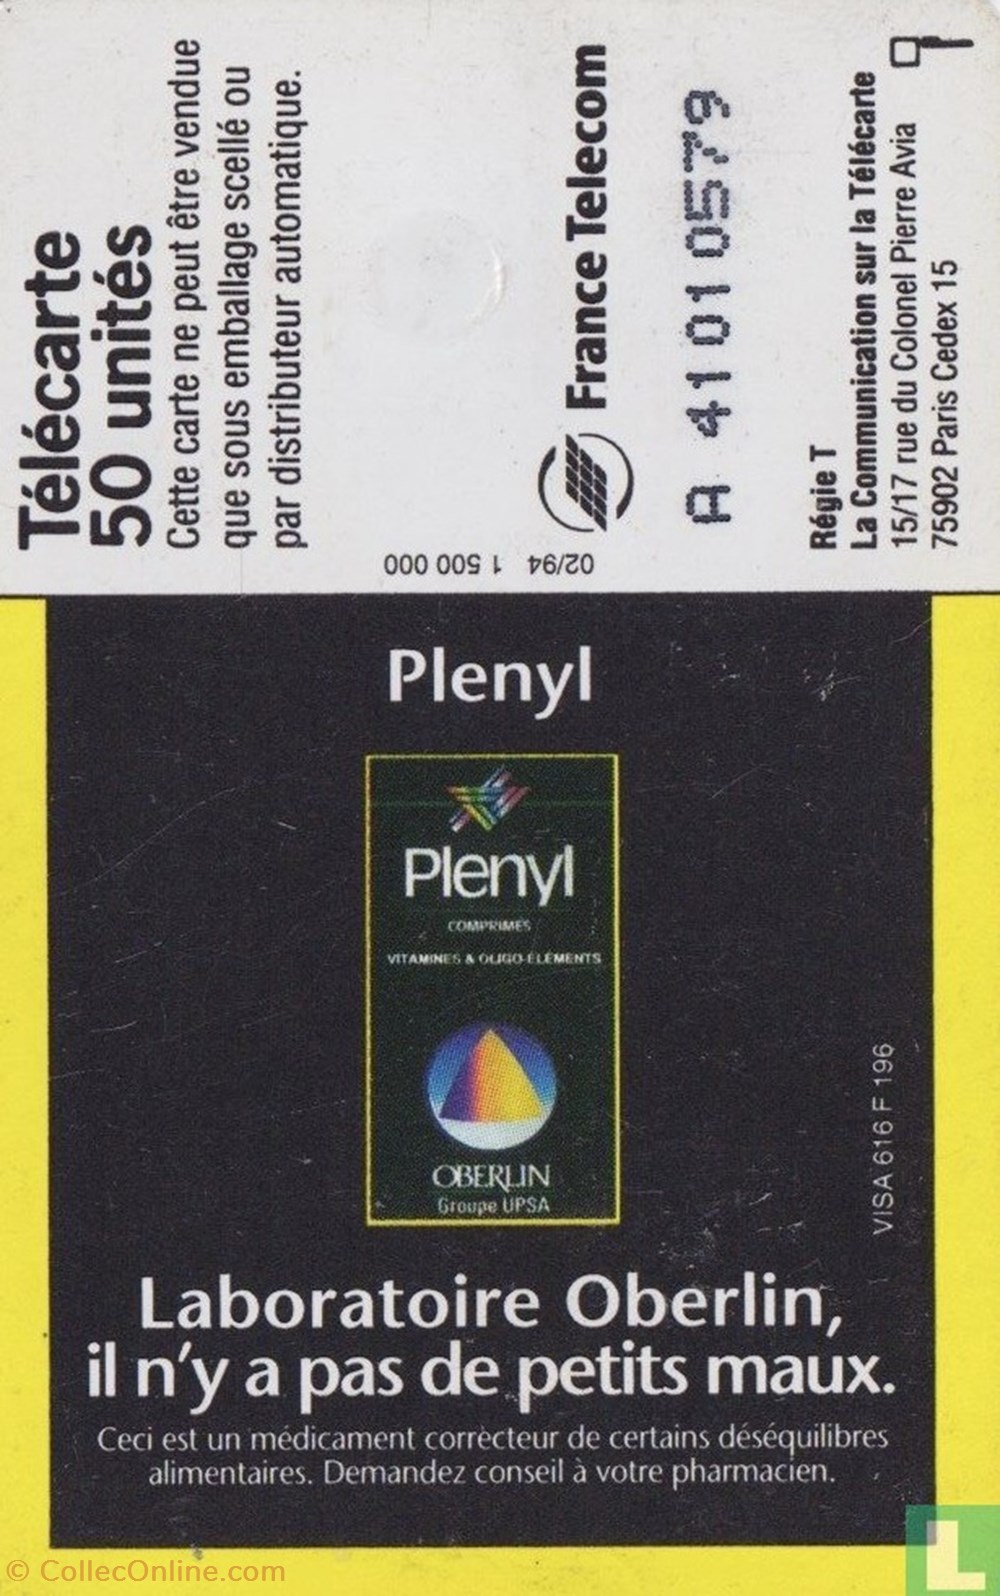 Télécarte
50 unités
Cette carte ne peut être vendue
que sous emballage scellé ou
par distributeur automatique.
02/94 1 500 000
France Telecom
A 41010579
Régie T
La Communication sur la Télécarte
15/17 rue du Colonel Pierre Avia
75902 Paris Cedex 15
Plenyl
Plenyl
COMPRIMES
VITAMINES & OLIGO-ÉLÉMENTS
OBERLIN
Groupe UPSA
VISA 616 F 196
Laboratoire Oberlin,
il n'y a pas de petits maux.
Ceci est un médicament correcteur de certains déséquilibres
alimentaires. Demandez conseil à votre pharmacien.
© CollecOnline.com
L